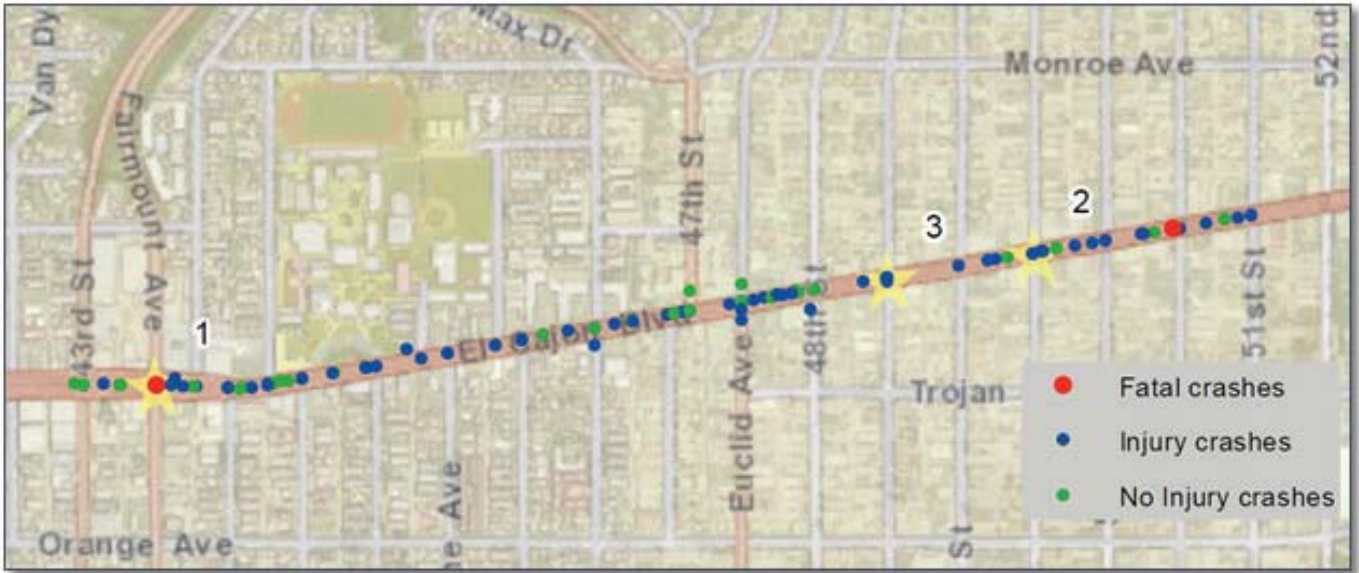 Van Dy
Max Dr
52nd
Monroe Ave
Fairmount Ave
47th St
2
3
43rd St
1
El Cajon Blvd
48th St
51st St
Euclid Ave
Trojan
Fatal crashes
Injury crashes
No Injury crashes
Orange Ave
Ave
St